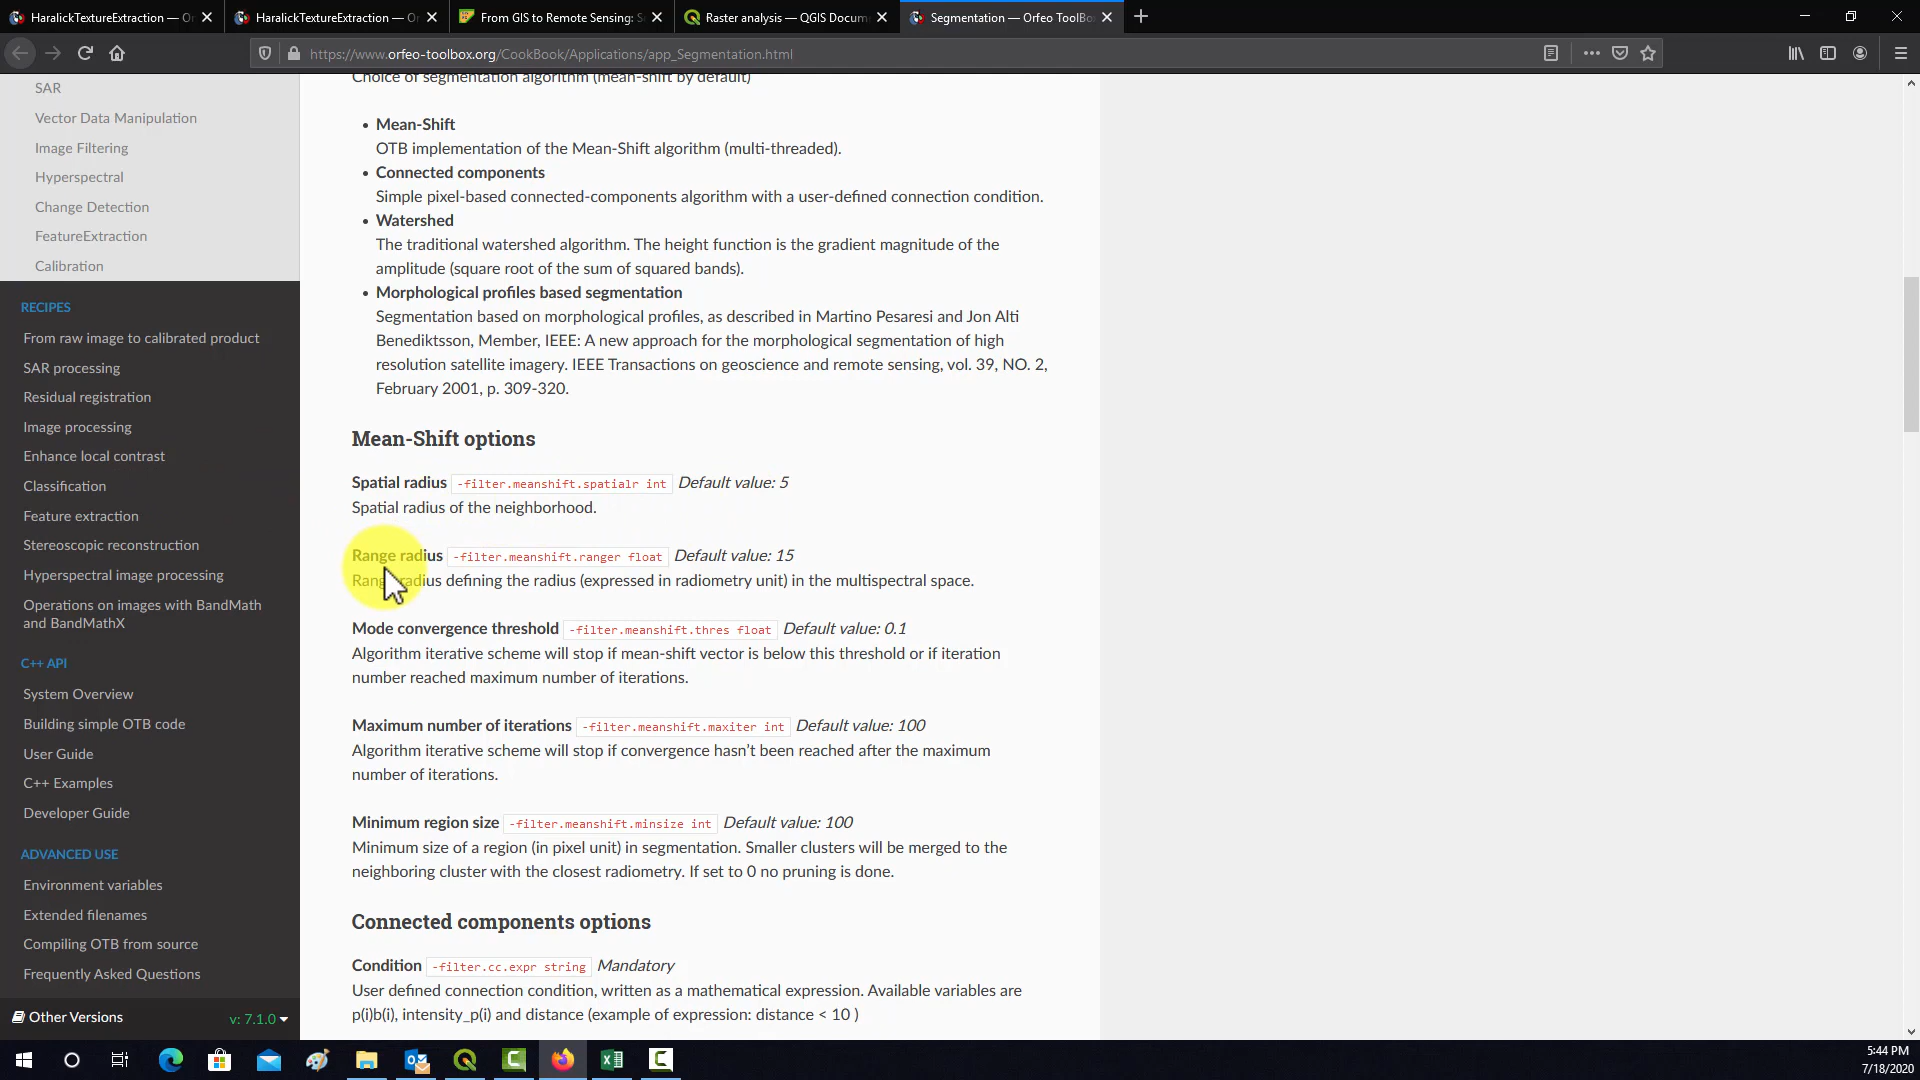 HaralickTextureExtraction — Or
HaralickTextureExtraction — Or
From GIS to Remote Sensing: S
Raster analysis — QGIS Docum
Segmentation — Orfeo ToolBo
https://www.orfeo-toolbox.org/CookBook/Applications/app_Segmentation.html
SAR
Vector Data Manipulation
Image Filtering
Hyperspectral
Change Detection
FeatureExtraction
Calibration
RECIPES
From raw image to calibrated product
SAR processing
Residual registration
Image processing
Enhance local contrast
Classification
Feature extraction
Stereoscopic reconstruction
Hyperspectral image processing
Operations on images with BandMath
and BandMathX
C++ API
System Overview
Building simple OTB code
User Guide
C++ Examples
Developer Guide
ADVANCED USE
Environment variables
Extended filenames
Compiling OTB from source
Frequently Asked Questions
Other Versions v: 7.1.0
Choice of segmentation algorithm (mean-shift by default)
• Mean-Shift
OTB implementation of the Mean-Shift algorithm (multi-threaded).
• Connected components
Simple pixel-based connected-components algorithm with a user-defined connection condition.
• Watershed
The traditional watershed algorithm. The height function is the gradient magnitude of the
amplitude (square root of the sum of squared bands).
• Morphological profiles based segmentation
Segmentation based on morphological profiles, as described in Martino Pesaresi and Jon Alti
Benediktsson, Member, IEEE: A new approach for the morphological segmentation of high
resolution satellite imagery. IEEE Transactions on geoscience and remote sensing, vol. 39, NO. 2,
February 2001, p. 309-320.
Mean-Shift options
Spatial radius -filter.meanshift.spatialr int Default value: 5
Spatial radius of the neighborhood.
Range radius -filter.meanshift.ranger float Default value: 15
Range radius defining the radius (expressed in radiometry unit) in the multispectral space.
Mode convergence threshold -filter.meanshift.thres float Default value: 0.1
Algorithm iterative scheme will stop if mean-shift vector is below this threshold or if iteration
number reached maximum number of iterations.
Maximum number of iterations -filter.meanshift.maxiter int Default value: 100
Algorithm iterative scheme will stop if convergence hasn't been reached after the maximum
number of iterations.
Minimum region size -filter.meanshift.minsize int Default value: 100
Minimum size of a region (in pixel unit) in segmentation. Smaller clusters will be merged to the
neighboring cluster with the closest radiometry. If set to 0 no pruning is done.
Connected components options
Condition -filter.cc.expr string Mandatory
User defined connection condition, written as a mathematical expression. Available variables are
p(i)b(i), intensity_p(i) and distance (example of expression: distance < 10 )
5:44 PM
7/18/2020